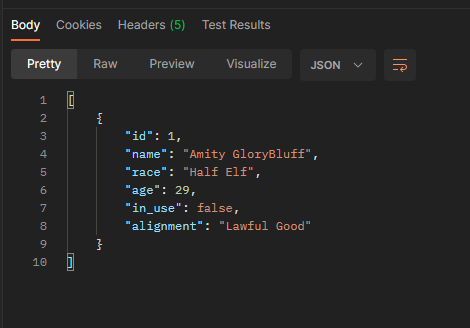 Body Cookies Headers (5) Test Results
Pretty Raw Preview Visualize JSON
1 [
2 {
3 "id": 1,
4 "name": "Amity GloryBluff",
5 "race": "Half Elf",
6 "age": 29,
7 "in_use": false,
8 "alignment": "Lawful Good"
9 }
10 ]